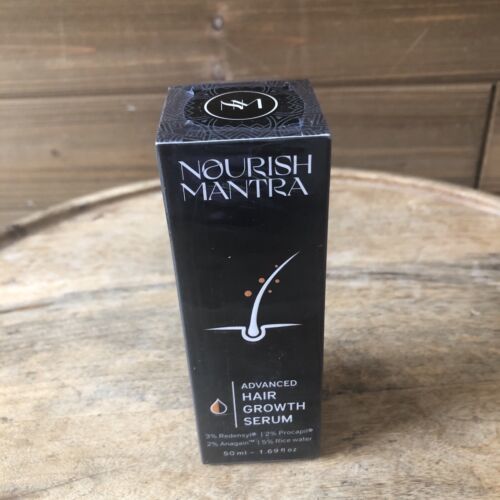 NM
NOURISH
MANTRA
ADVANCED
HAIR
GROWTH
SERUM
3% Redensyl® | 2% Procapil®
2% Anagain™ | 5% Rice water
50 ml - 1.69 fl oz